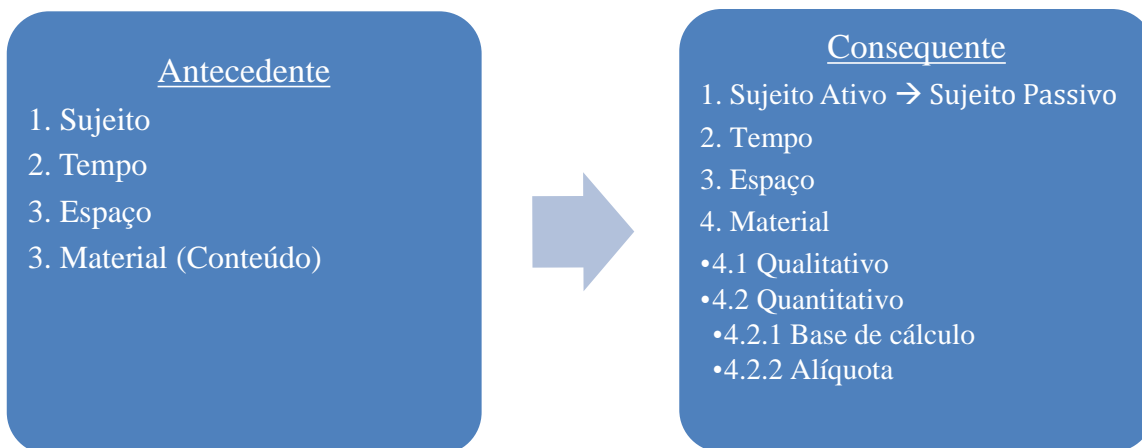 Antecedente
1. Sujeito
2. Tempo
3. Espaço
3. Material (Conteúdo)
Consequente
1. Sujeito Ativo → Sujeito Passivo
2. Tempo
3. Espaço
4. Material
•4.1 Qualitativo
•4.2 Quantitativo
•4.2.1 Base de cálculo
•4.2.2 Alíquota